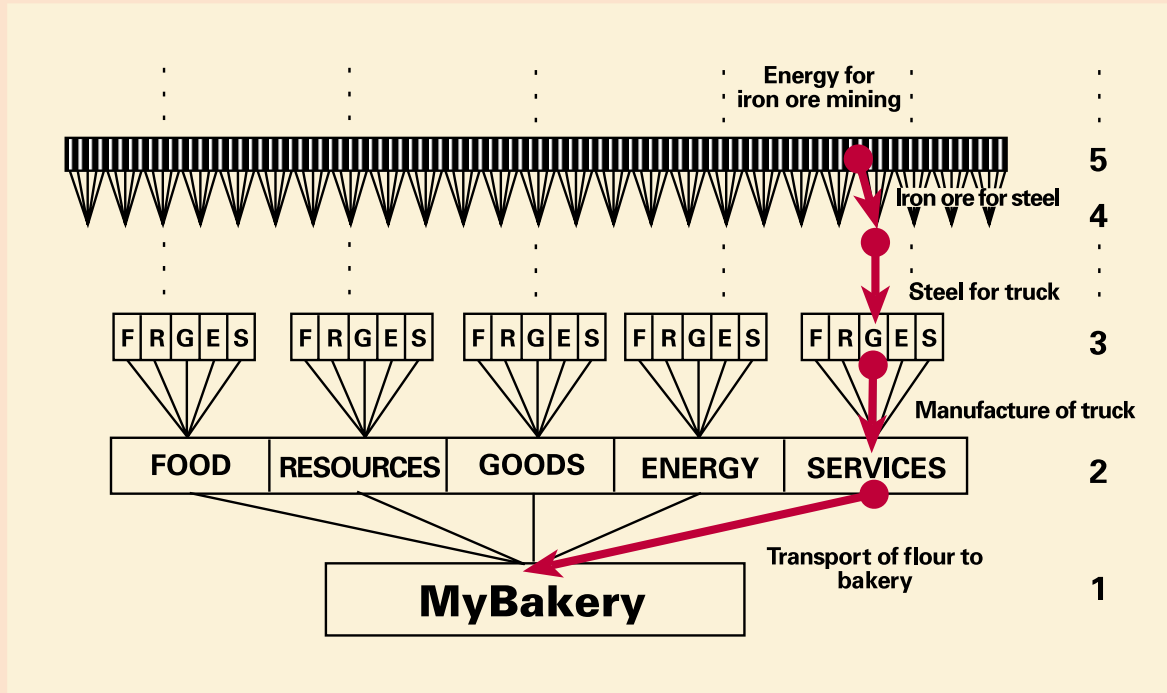 Energy for
iron ore mining
5
Iron ore for steel
4
Steel for truck
F R G E S F R G E S F R G E S F R G E S F R G E S
3
Manufacture of truck
FOOD RESOURCES GOODS ENERGY SERVICES
2
Transport of flour to
bakery
MyBakery
1